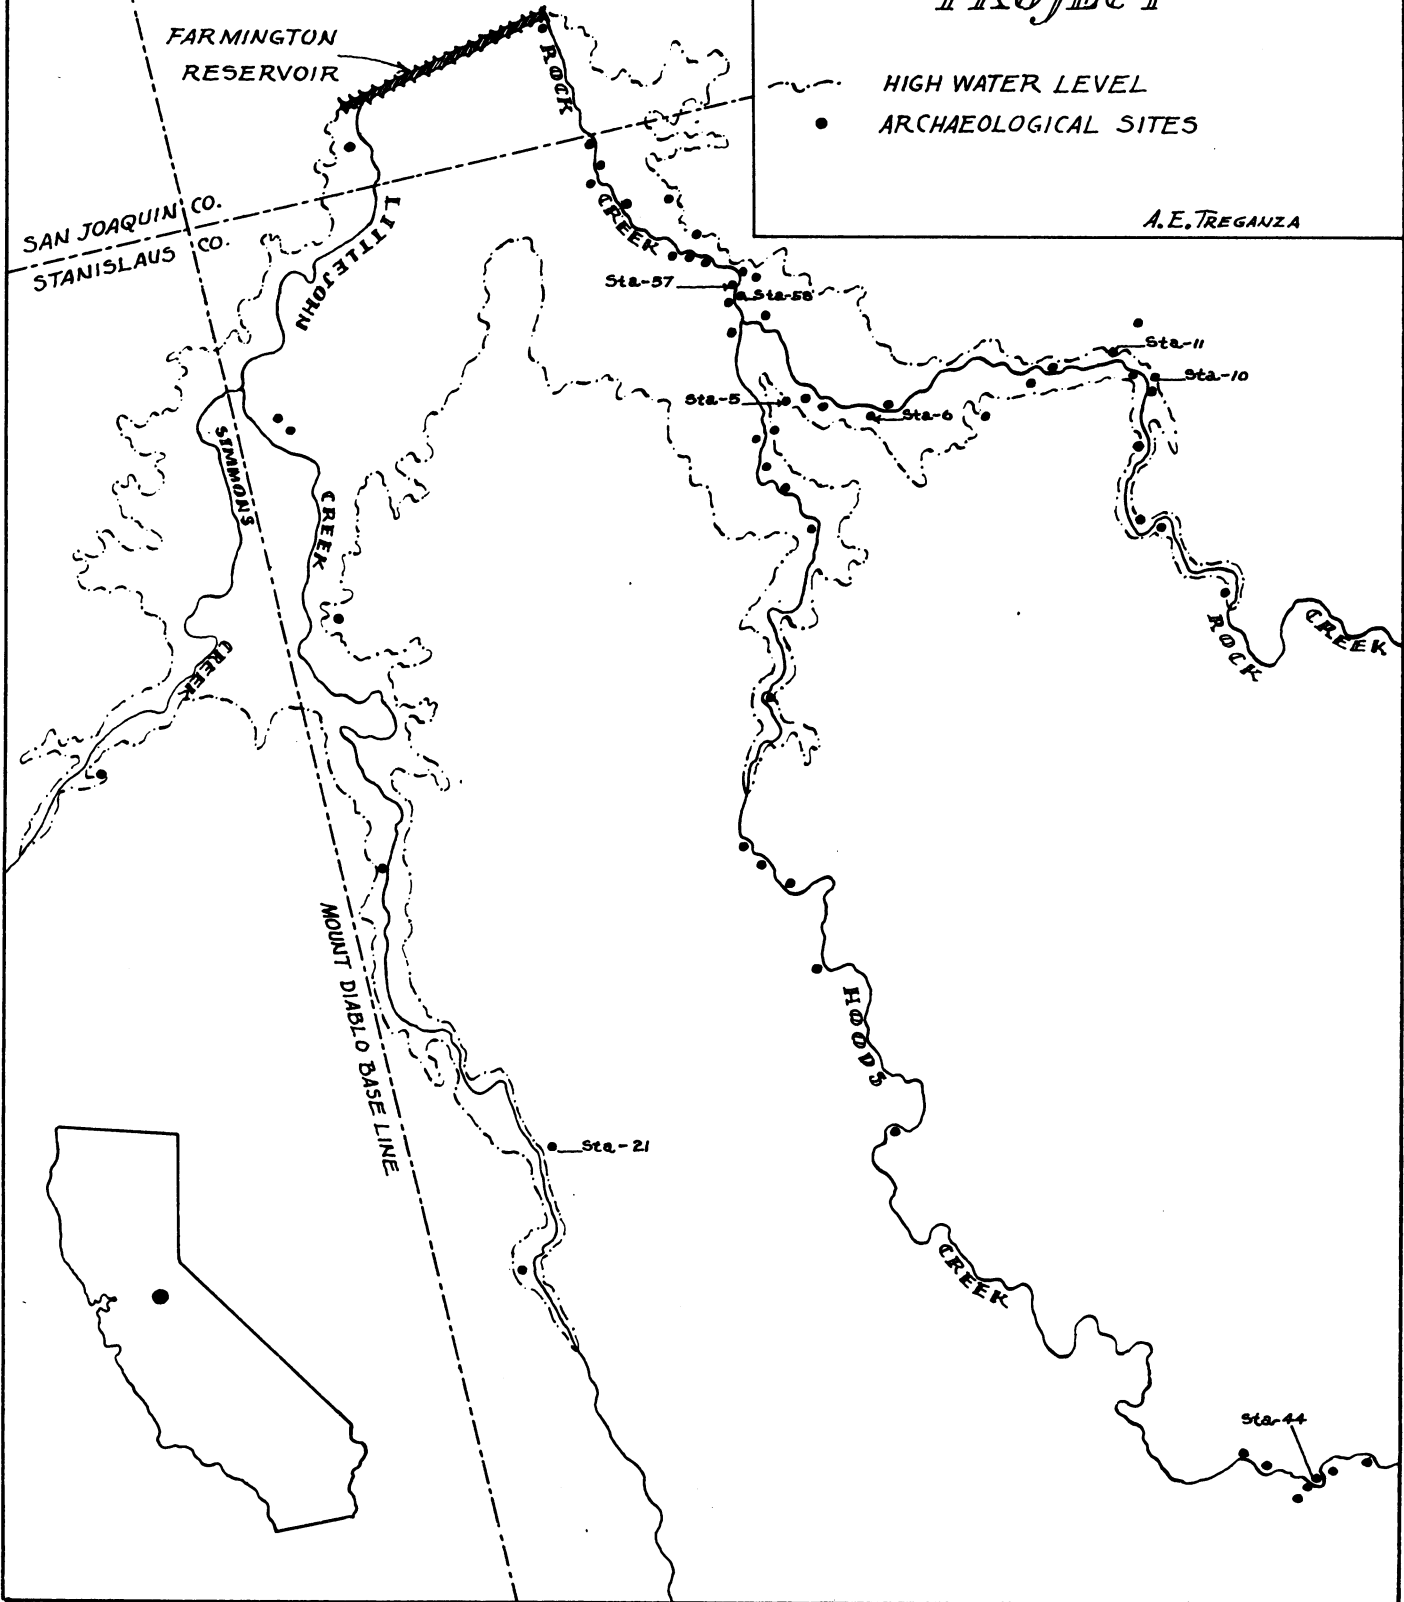 PROJECT
FARMINGTON
RESERVOIR
HIGH WATER LEVEL
ARCHAEOLOGICAL SITES
A.E. TREGANZA
ROCK
CREEK
SAN JOAQUIN CO.
STANISLAUS CO.
LITTLEJOHN
CREEK
Sta-57
Sta-58
Sta-11
Sta-10
Sta-5
Sta-6
SIMMONS
CREEK
ROCK
CREEK
MOUNT DIABLO BASE LINE
HOODS
CREEK
Sta-21
Sta-44